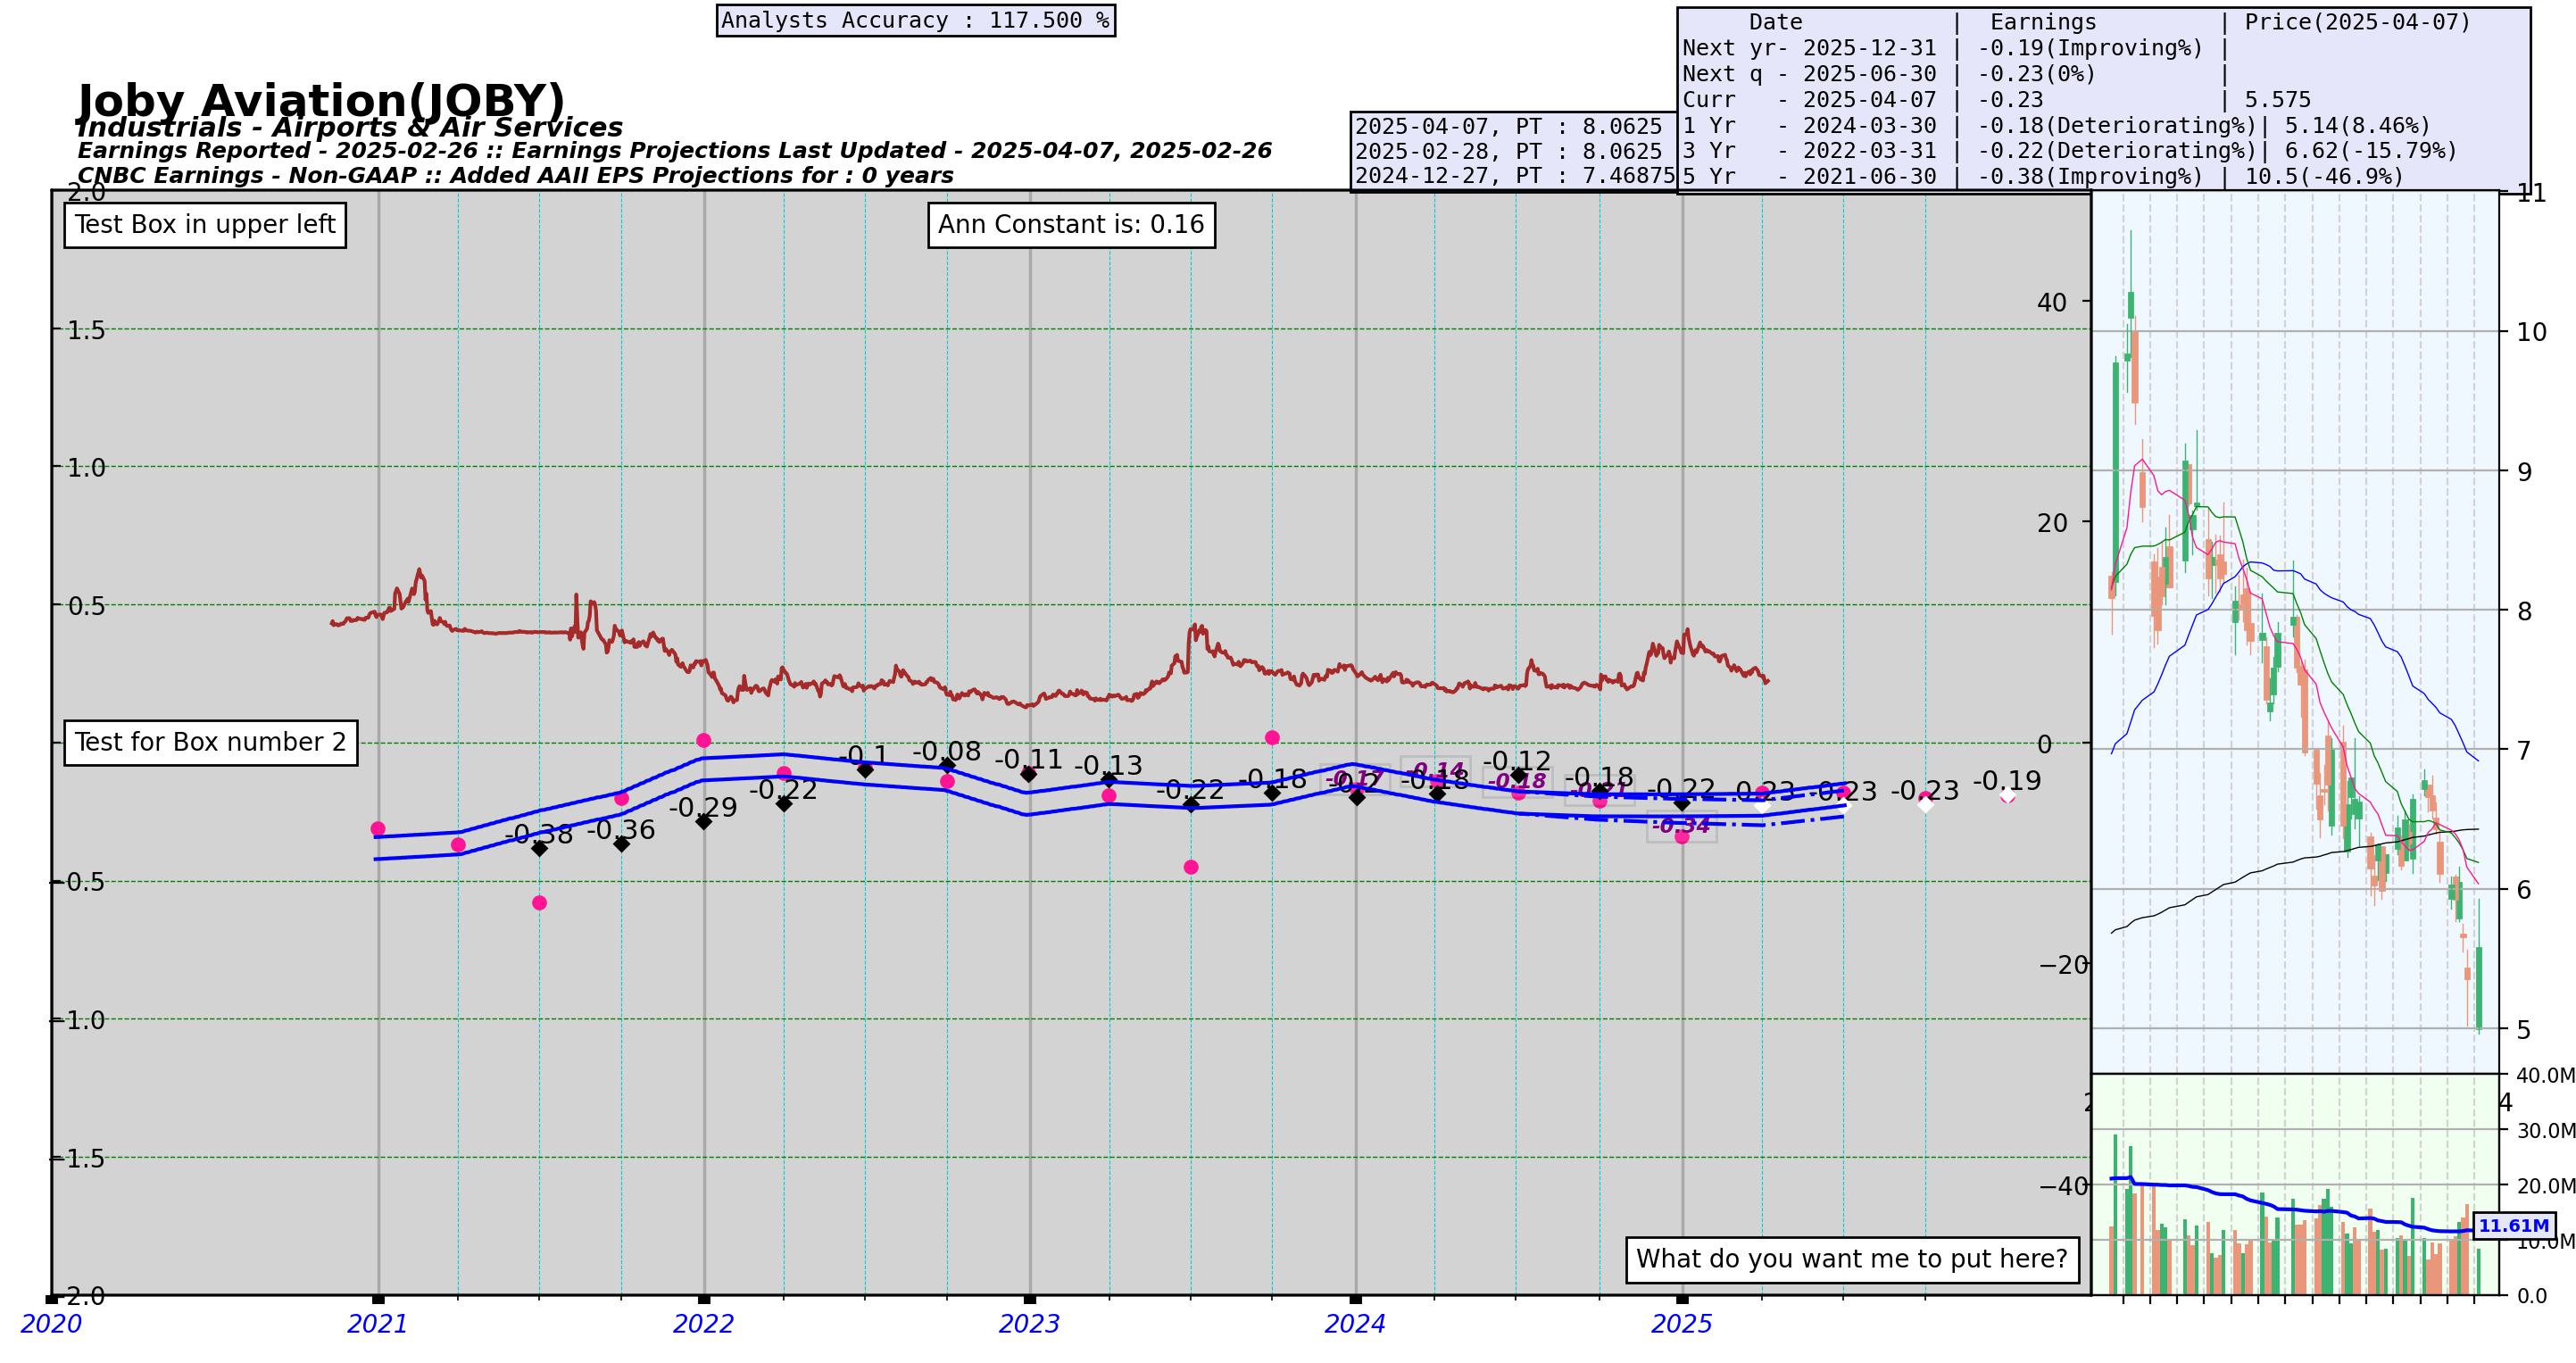 Analysts Accuracy : 117.500 %
Date | Earnings | Price(2025-04-07)
Next yr- 2025-12-31 | -0.19(Improving%) |
Next q - 2025-06-30 | -0.23(0%) |
Curr - 2025-04-07 | -0.23 | 5.575
1 Yr - 2024-03-30 | -0.18(Deteriorating%)| 5.14(8.46%)
3 Yr - 2022-03-31 | -0.22(Deteriorating%)| 6.62(-15.79%)
5 Yr - 2021-06-30 | -0.38(Improving%) | 10.5(-46.9%)
Joby Aviation(JOBY)
Industrials - Airports & Air Services
Earnings Reported - 2025-02-26 :: Earnings Projections Last Updated - 2025-04-07, 2025-02-26
CNBC Earnings - Non-GAAP :: Added AAII EPS Projections for : 0 years
2025-04-07, PT : 8.0625
2025-02-28, PT : 8.0625
2024-12-27, PT : 7.46875
Test Box in upper left
Ann Constant is: 0.16
Test for Box number 2
What do you want me to put here?
2.0
1.5
1.0
0.5
−0.5
−1.0
−1.5
−2.0
-0.38
-0.36
-0.29
-0.22
-0.1
-0.08
-0.11
-0.13
-0.22
-0.18
-0.2
-0.18
-0.12
-0.18
-0.22
-0.23
-0.23
-0.23
-0.19
-0.17
-0.14
-0.18
-0.34
40
20
0
−20
−40
11
10
9
8
7
6
5
40.0M
30.0M
20.0M
10.0M
0.0
11.61M
2020
2021
2022
2023
2024
2025